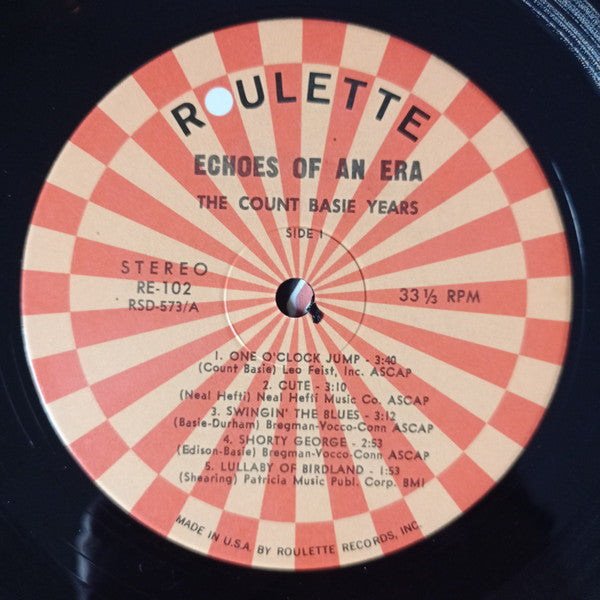 ROULETTE
ECHOES OF AN ERA
THE COUNT BASIE YEARS
SIDE 1
STEREO
RE-102
RSD-573/A
33 ⅓ RPM
1. ONE O'CLOCK JUMP - 3:40
(Count Basie) Leo Feist, Inc. ASCAP
2. CUTE - 3:10
(Neal Hefti) Neal Hefti Music Co. ASCAP
3. SWINGIN' THE BLUES - 3:12
(Basie-Durham) Bregman-Vocco-Conn ASCAP
4. SHORTY GEORGE - 2:53
(Edison-Basie) Bregman-Vocco-Conn ASCAP
5. LULLABY OF BIRDLAND - 1:53
(Shearing) Patricia Music Publ. Corp. BMI
MADE IN U.S.A. BY ROULETTE RECORDS, INC.